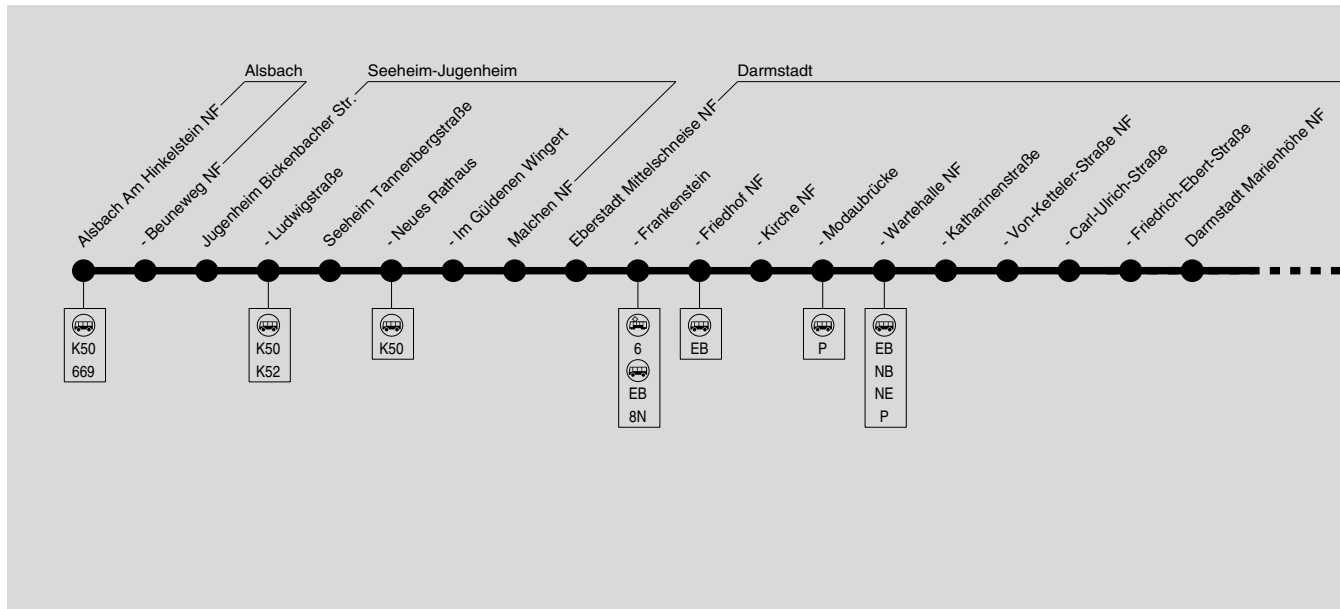 Alsbach
Seeheim-Jugenheim
Darmstadt
Alsbach Am Hinkelstein NF
- Beuneweg NF
Jugenheim Bickenbacher Str.
- Ludwigstraße
Seeheim Tannenbergstraße
- Neues Rathaus
- Im Güldenen Wingert
Malchen NF
Eberstadt Mittelschneise NF
- Frankenstein
- Friedhof NF
- Kirche NF
- Modaubrücke
- Wartehalle NF
- Katharinenstraße
- Von-Ketteler-Straße NF
- Carl-Ulrich-Straße
- Friedrich-Ebert-Straße
Darmstadt Marienhöhe NF
K50
669
K50
K52
K50
6
EB
8N
EB
P
EB
NB
NE
P